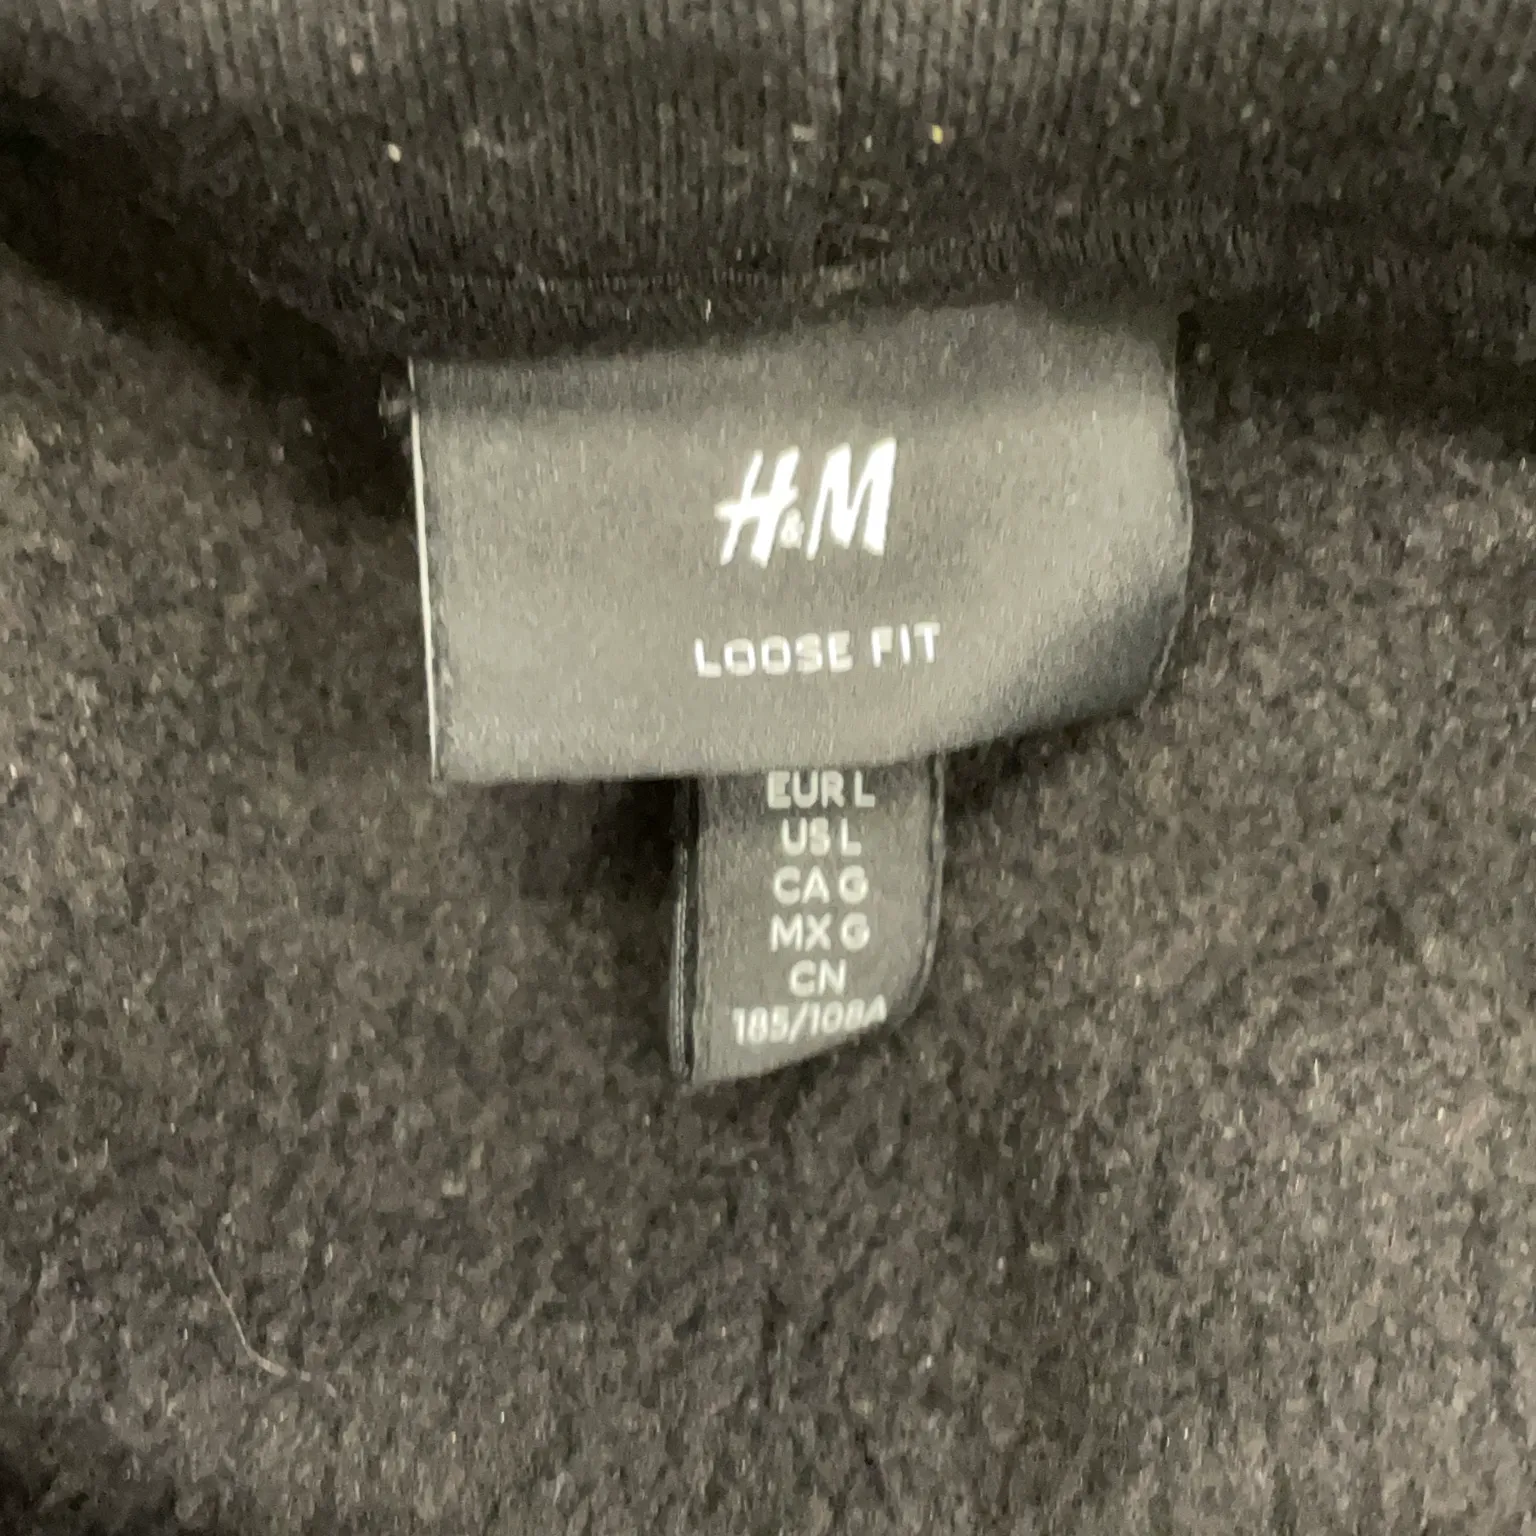 H&M
LOOSE FIT
EUR L
US L
CA G
MX G
CN
185/108A